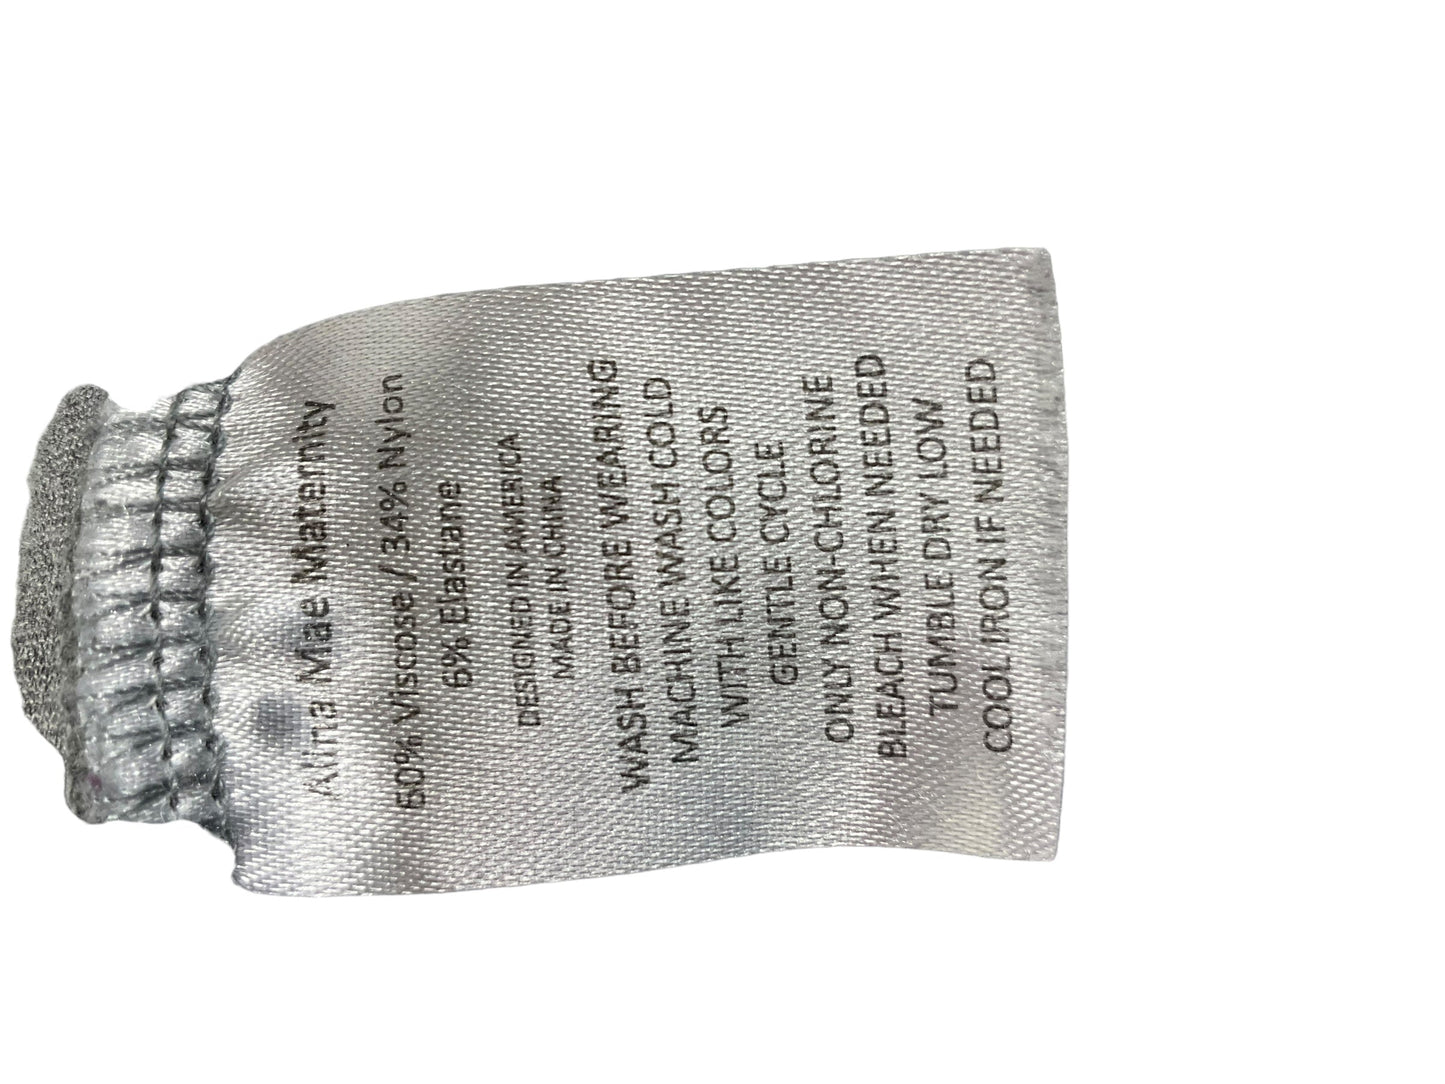 Alina Mae Maternity
60% Viscose / 34% Nylon
6% Elastane
DESIGNED IN AMERICA
MADE IN CHINA
WASH BEFORE WEARING
MACHINE WASH COLD
WITH LIKE COLORS
GENTLE CYCLE
ONLY NON-CHLORINE
BLEACH WHEN NEEDED
TUMBLE DRY LOW
COOL IRON IF NEEDED